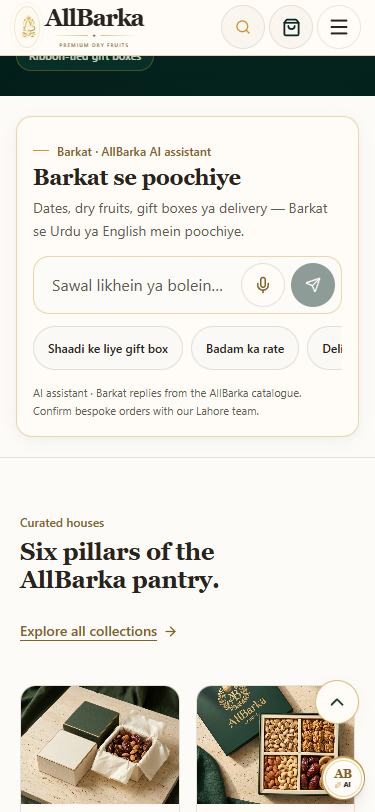 AllBarka
PREMIUM DRY FRUITS
Ribbon-tied gift boxes
Barkat · AllBarka AI assistant
Barkat se poochiye
Dates, dry fruits, gift boxes ya delivery — Barkat
se Urdu ya English mein poochiye.
Sawal likhein ya bolein...
Shaadi ke liye gift box
Badam ka rate
Deli
AI assistant · Barkat replies from the AllBarka catalogue.
Confirm bespoke orders with our Lahore team.
Curated houses
Six pillars of the
AllBarka pantry.
Explore all collections
AllBarka
AB
AI